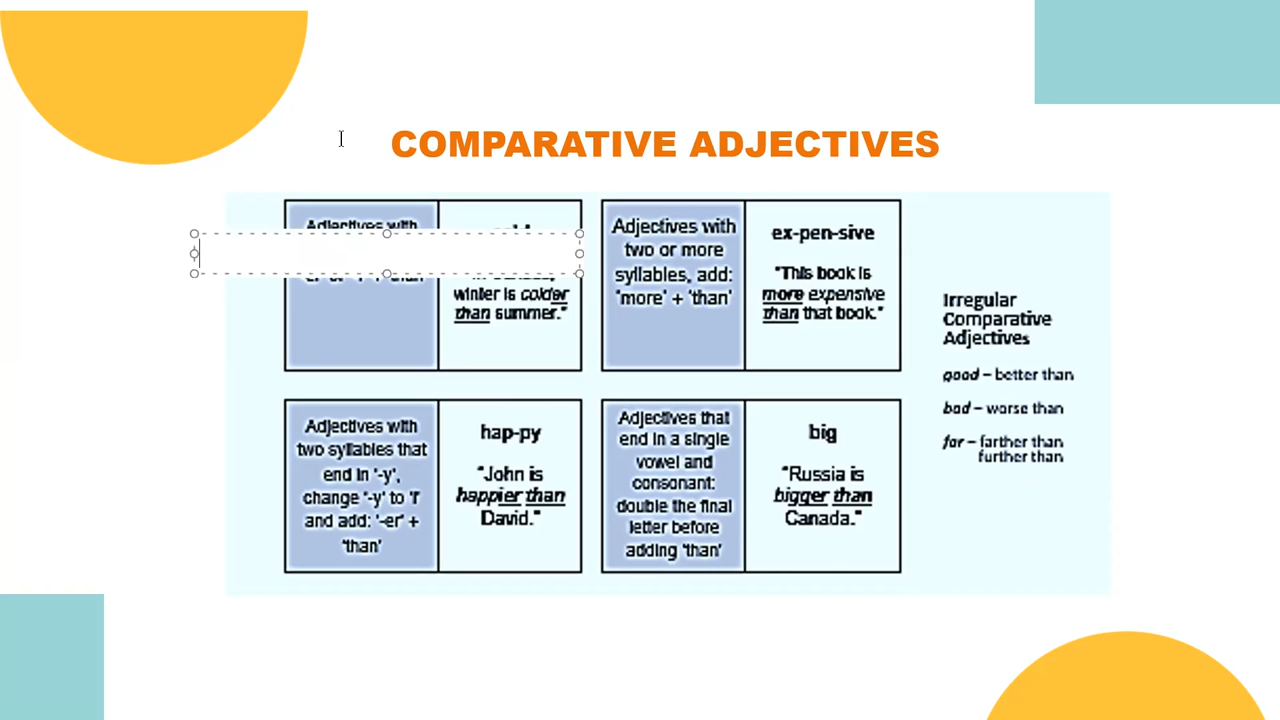 COMPARATIVE ADJECTIVES
Adjectives with
winter is colder
than summer."
Adjectives with
two or more
syllables, add:
'more' + 'than'
ex-pen-sive
"This book is
more expensive
than that book."
Adjectives with
two syllables that
end in '-y',
change '-y' to 'i'
and add: '-er' +
'than'
hap-py
"John is
happier than
David."
Adjectives that
end in a single
vowel and
consonant:
double the final
letter before
adding 'than'
big
"Russia is
bigger than
Canada."
Irregular
Comparative
Adjectives
good – better than
bad – worse than
far – farther than
further than